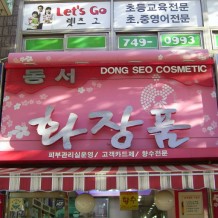 Let's Go
렛츠 고
초중교육전문
초.중영어전문
749-0993
동서
DONG SEO COSMETIC
화장품
피부관리실운영/ 고객카드제/ 향수전문